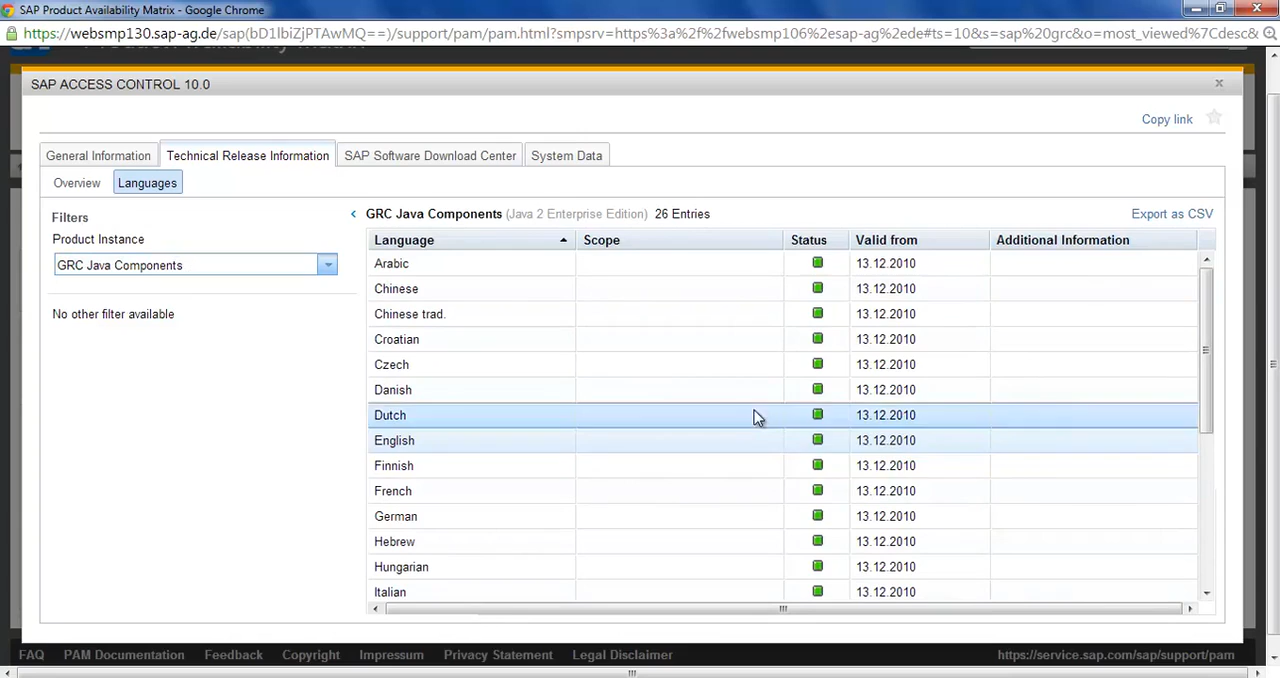 SAP Product Availability Matrix - Google Chrome
https://websmp130.sap-ag.de/sap(bD1lbiZjPTAwMQ==)/support/pam/pam.html?smpsrv=https%3a%2f%2fwebsmp106%2esap-ag%2ede#ts=10&s=sap%20grc&o=most_viewed%7Cdesc&
SAP ACCESS CONTROL 10.0
Copy link
General Information Technical Release Information SAP Software Download Center System Data
Overview Languages
Filters
Product Instance
GRC Java Components
No other filter available
GRC Java Components (Java 2 Enterprise Edition) 26 Entries Export as CSV
Language Scope Status Valid from Additional Information
Arabic 13.12.2010
Chinese 13.12.2010
Chinese trad. 13.12.2010
Croatian 13.12.2010
Czech 13.12.2010
Danish 13.12.2010
Dutch 13.12.2010
English 13.12.2010
Finnish 13.12.2010
French 13.12.2010
German 13.12.2010
Hebrew 13.12.2010
Hungarian 13.12.2010
Italian 13.12.2010
FAQ PAM Documentation Feedback Copyright Impressum Privacy Statement Legal Disclaimer https://service.sap.com/sap/support/pam